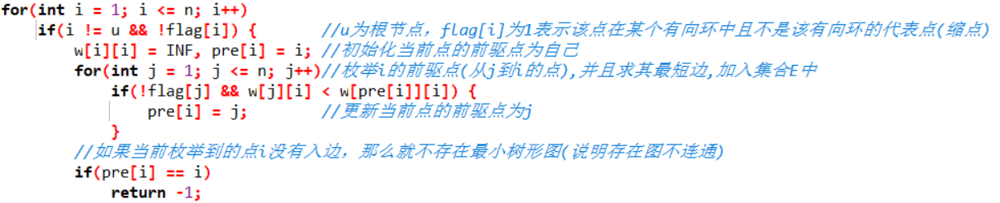 for(int i = 1; i <= n; i++)
if(i != u && !flag[i]) { //u为根节点，flag[i]为1表示该点在某个有向环中且不是该有向环的代表点(缩点)
w[i][i] = INF, pre[i] = i; //初始化当前点的前驱点为自己
for(int j = 1; j <= n; j++)//枚举i的前驱点(从j到i的点),并且求其最短边,加入集合E中
if(!flag[j] && w[j][i] < w[pre[i]][i]) {
pre[i] = j; //更新当前点的前驱点为j
}
//如果当前枚举到的点i没有入边，那么就不存在最小树形图(说明存在图不连通)
if(pre[i] == i)
return -1;